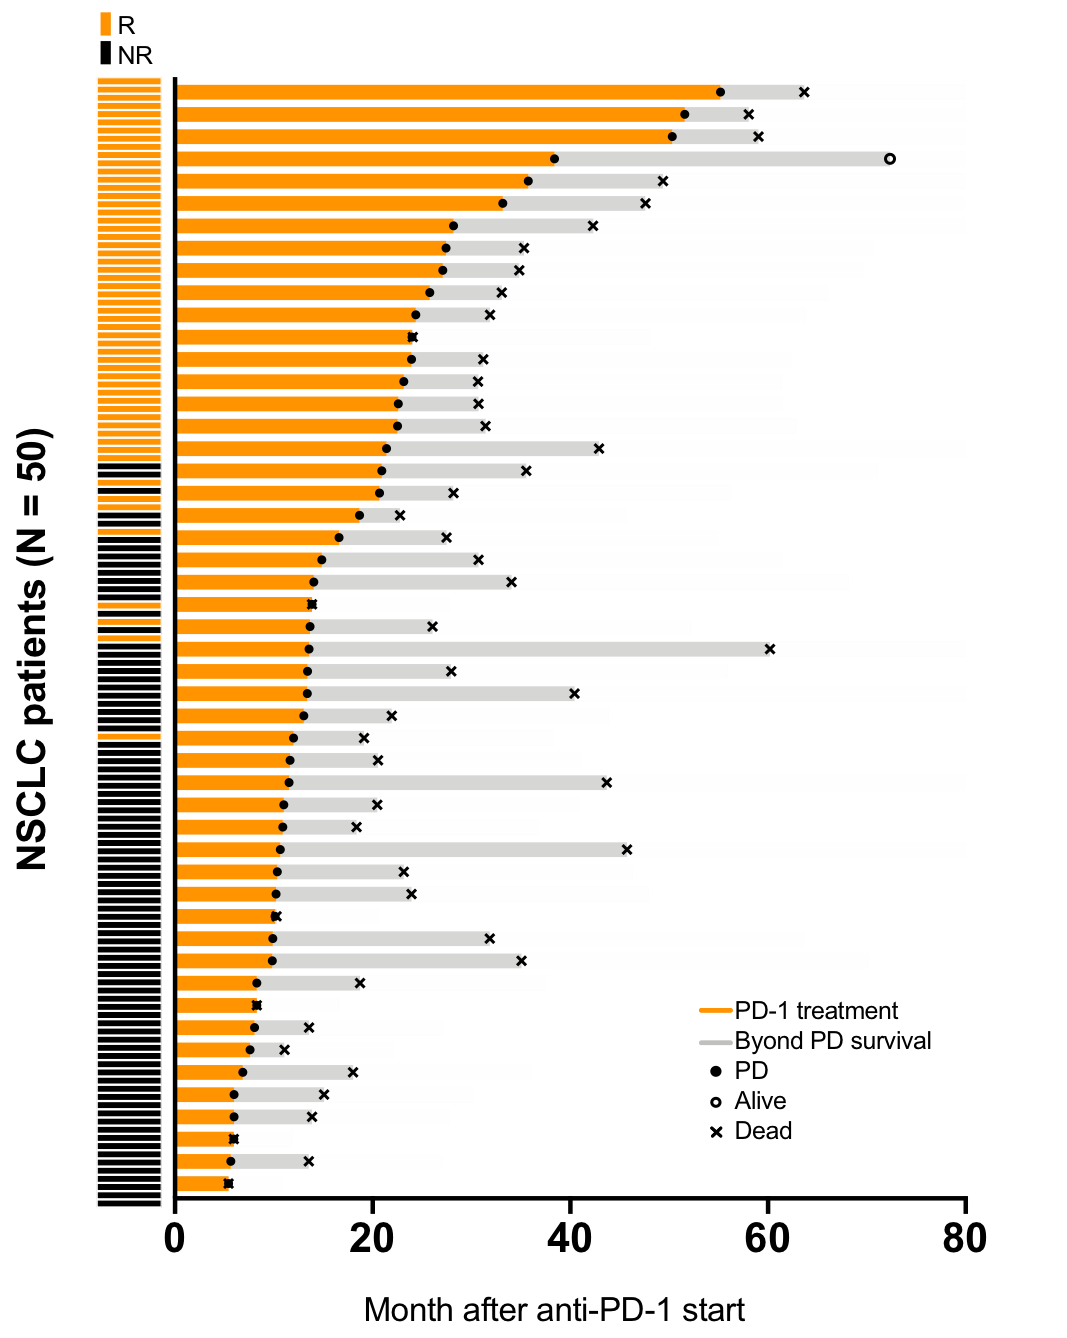 R
NR
NSCLC patients (N = 50)
PD-1 treatment
Byond PD survival
PD
Alive
Dead
0 20 40 60 80
Month after anti-PD-1 start